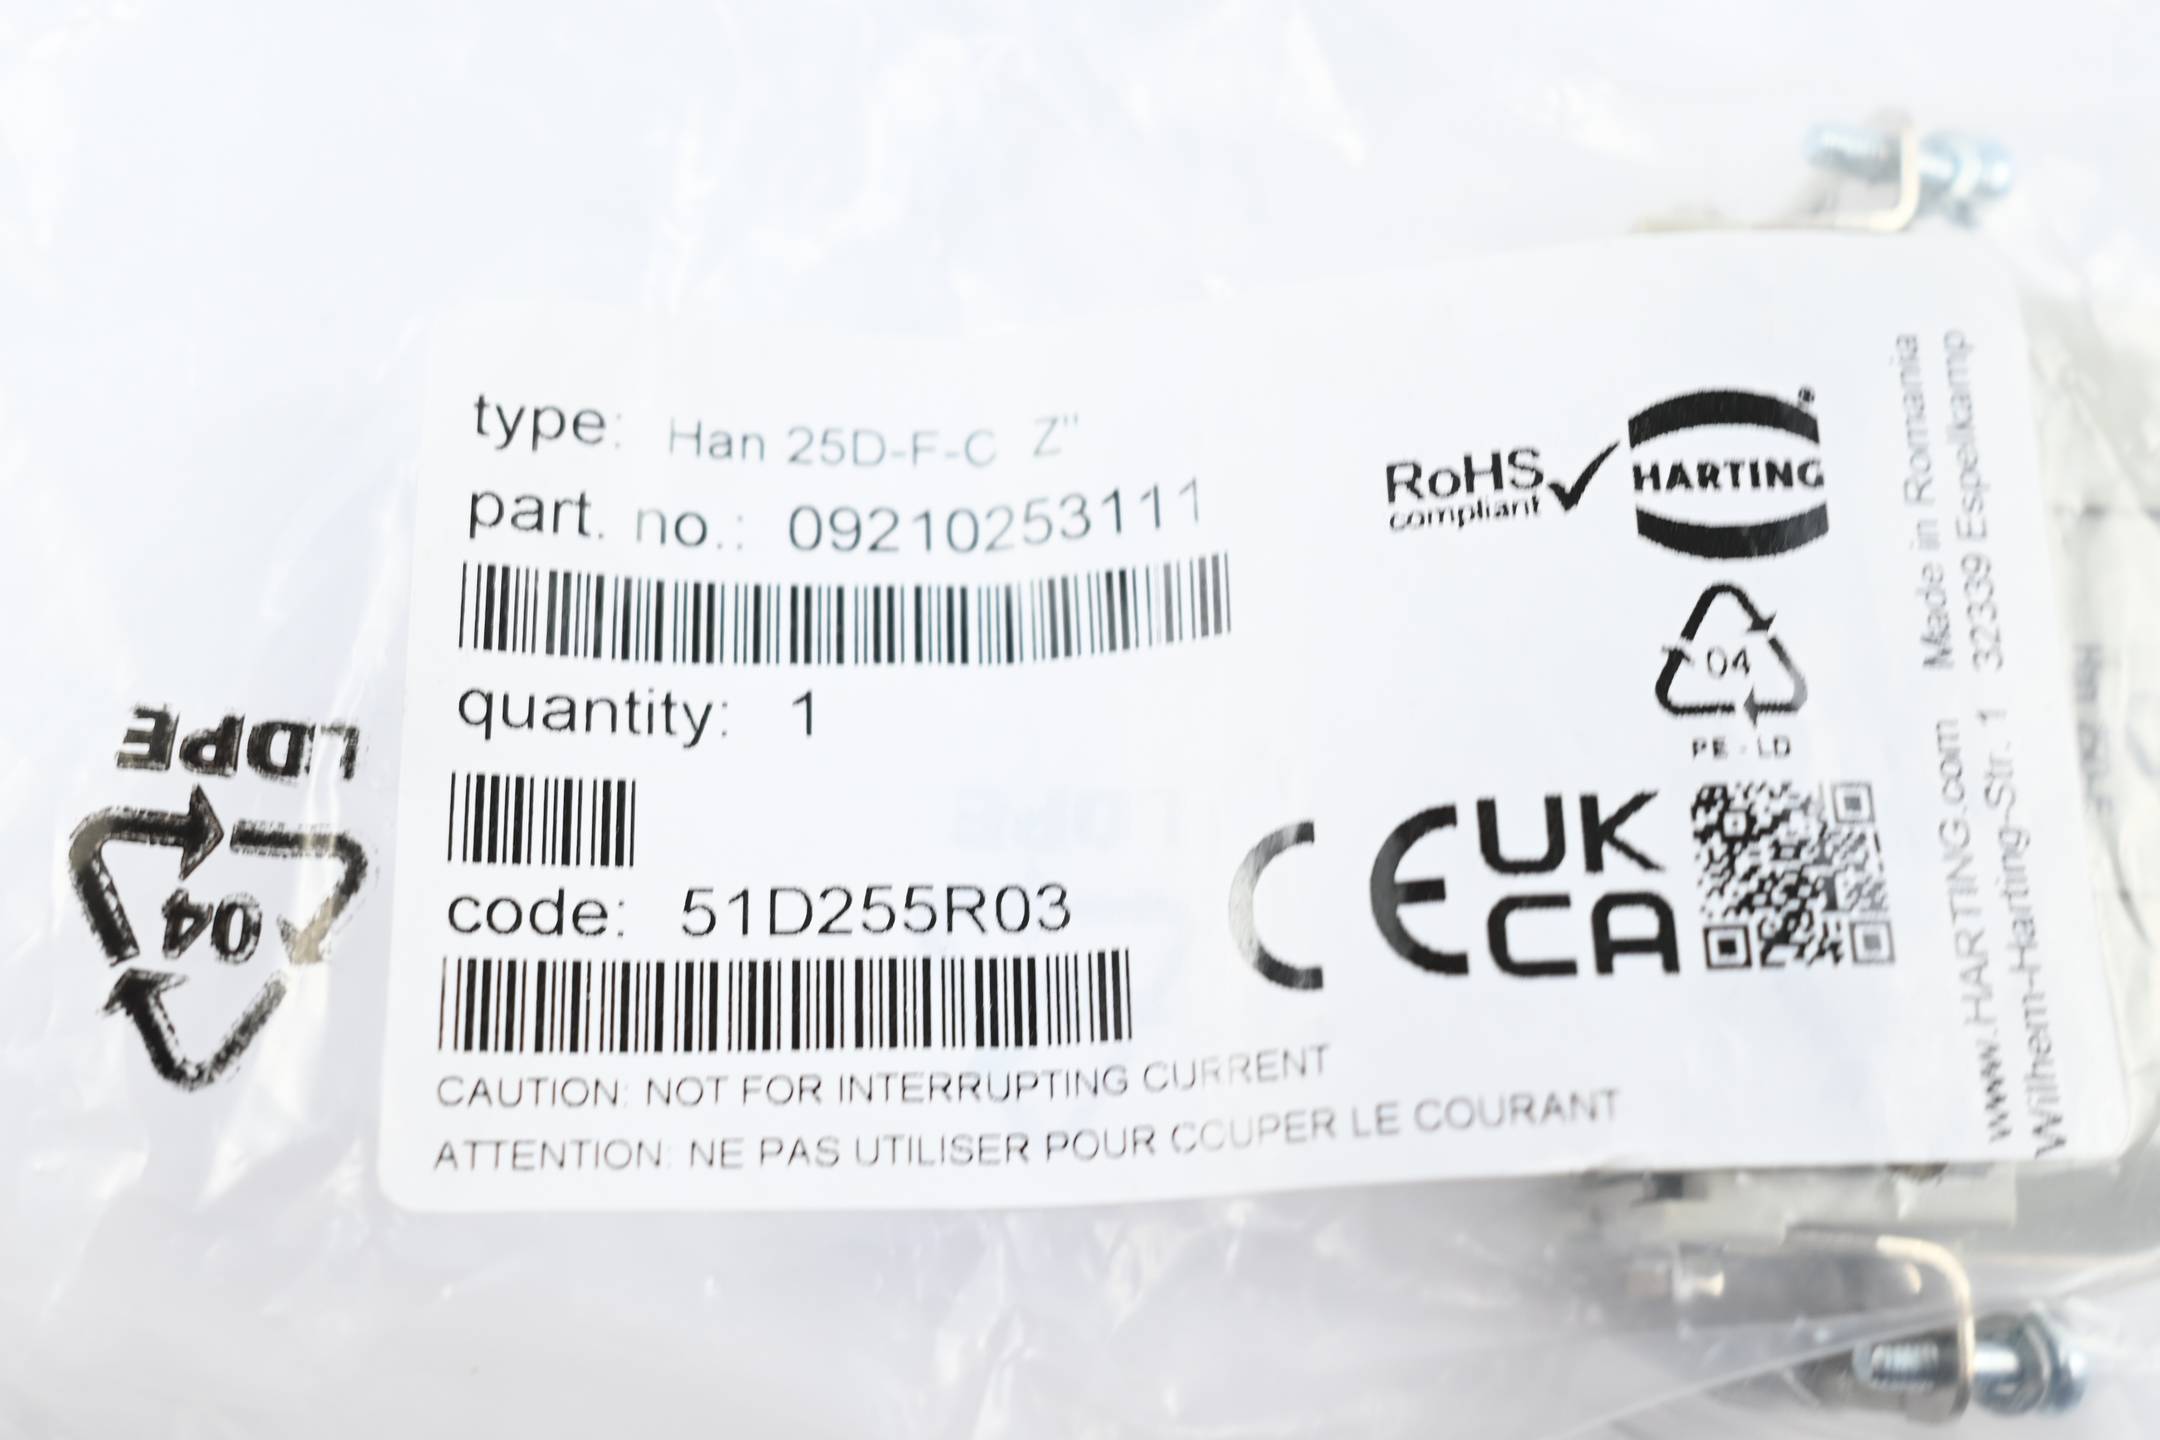 type: Han 25D-F-C Z"
part. no.: 09210253111
quantity: 1
code: 51D255R03
CAUTION: NOT FOR INTERRUPTING CURRENT
ATTENTION: NE PAS UTILISER POUR COUPER LE COURANT
RoHS
compliant
HARTING®
04
PE-LD
CE
UK
CA
www.HARTING.com Made in Romania
Wilhem-Harting-Str. 1 32339 Espelkamp
LDPE
04